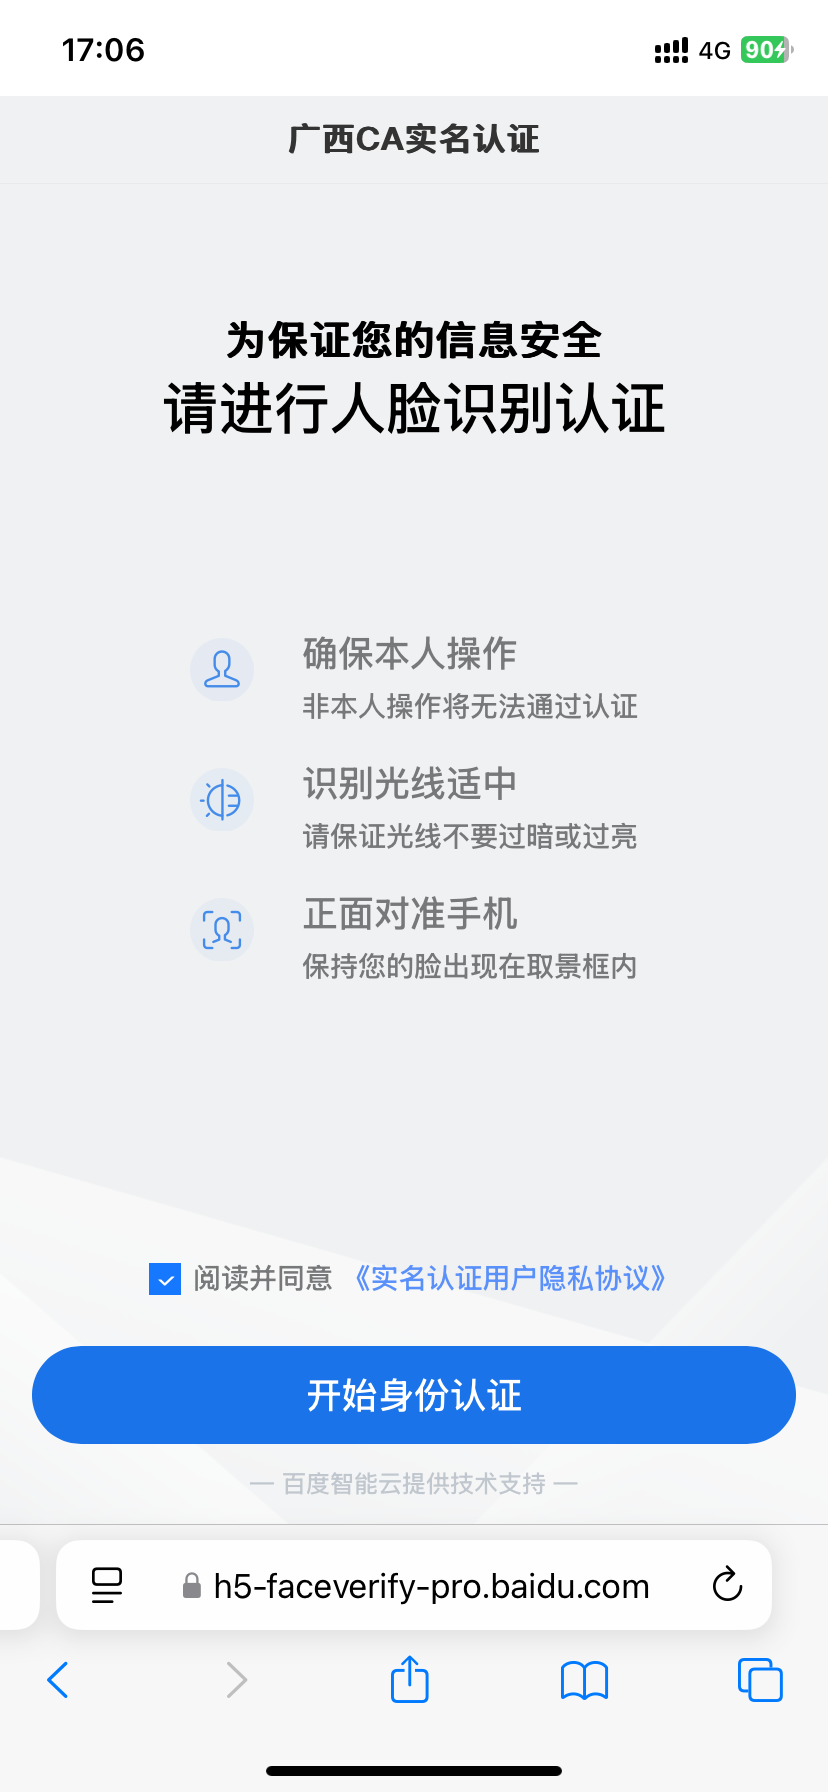 17:06
4G
90
广西CA实名认证
为保证您的信息安全
请进行人脸识别认证
确保本人操作
非本人操作将无法通过认证
识别光线适中
请保证光线不要过暗或过亮
正面对准手机
保持您的脸出现在取景框内
阅读并同意 《实名认证用户隐私协议》
开始身份认证
— 百度智能云提供技术支持 —
h5-faceverify-pro.baidu.com